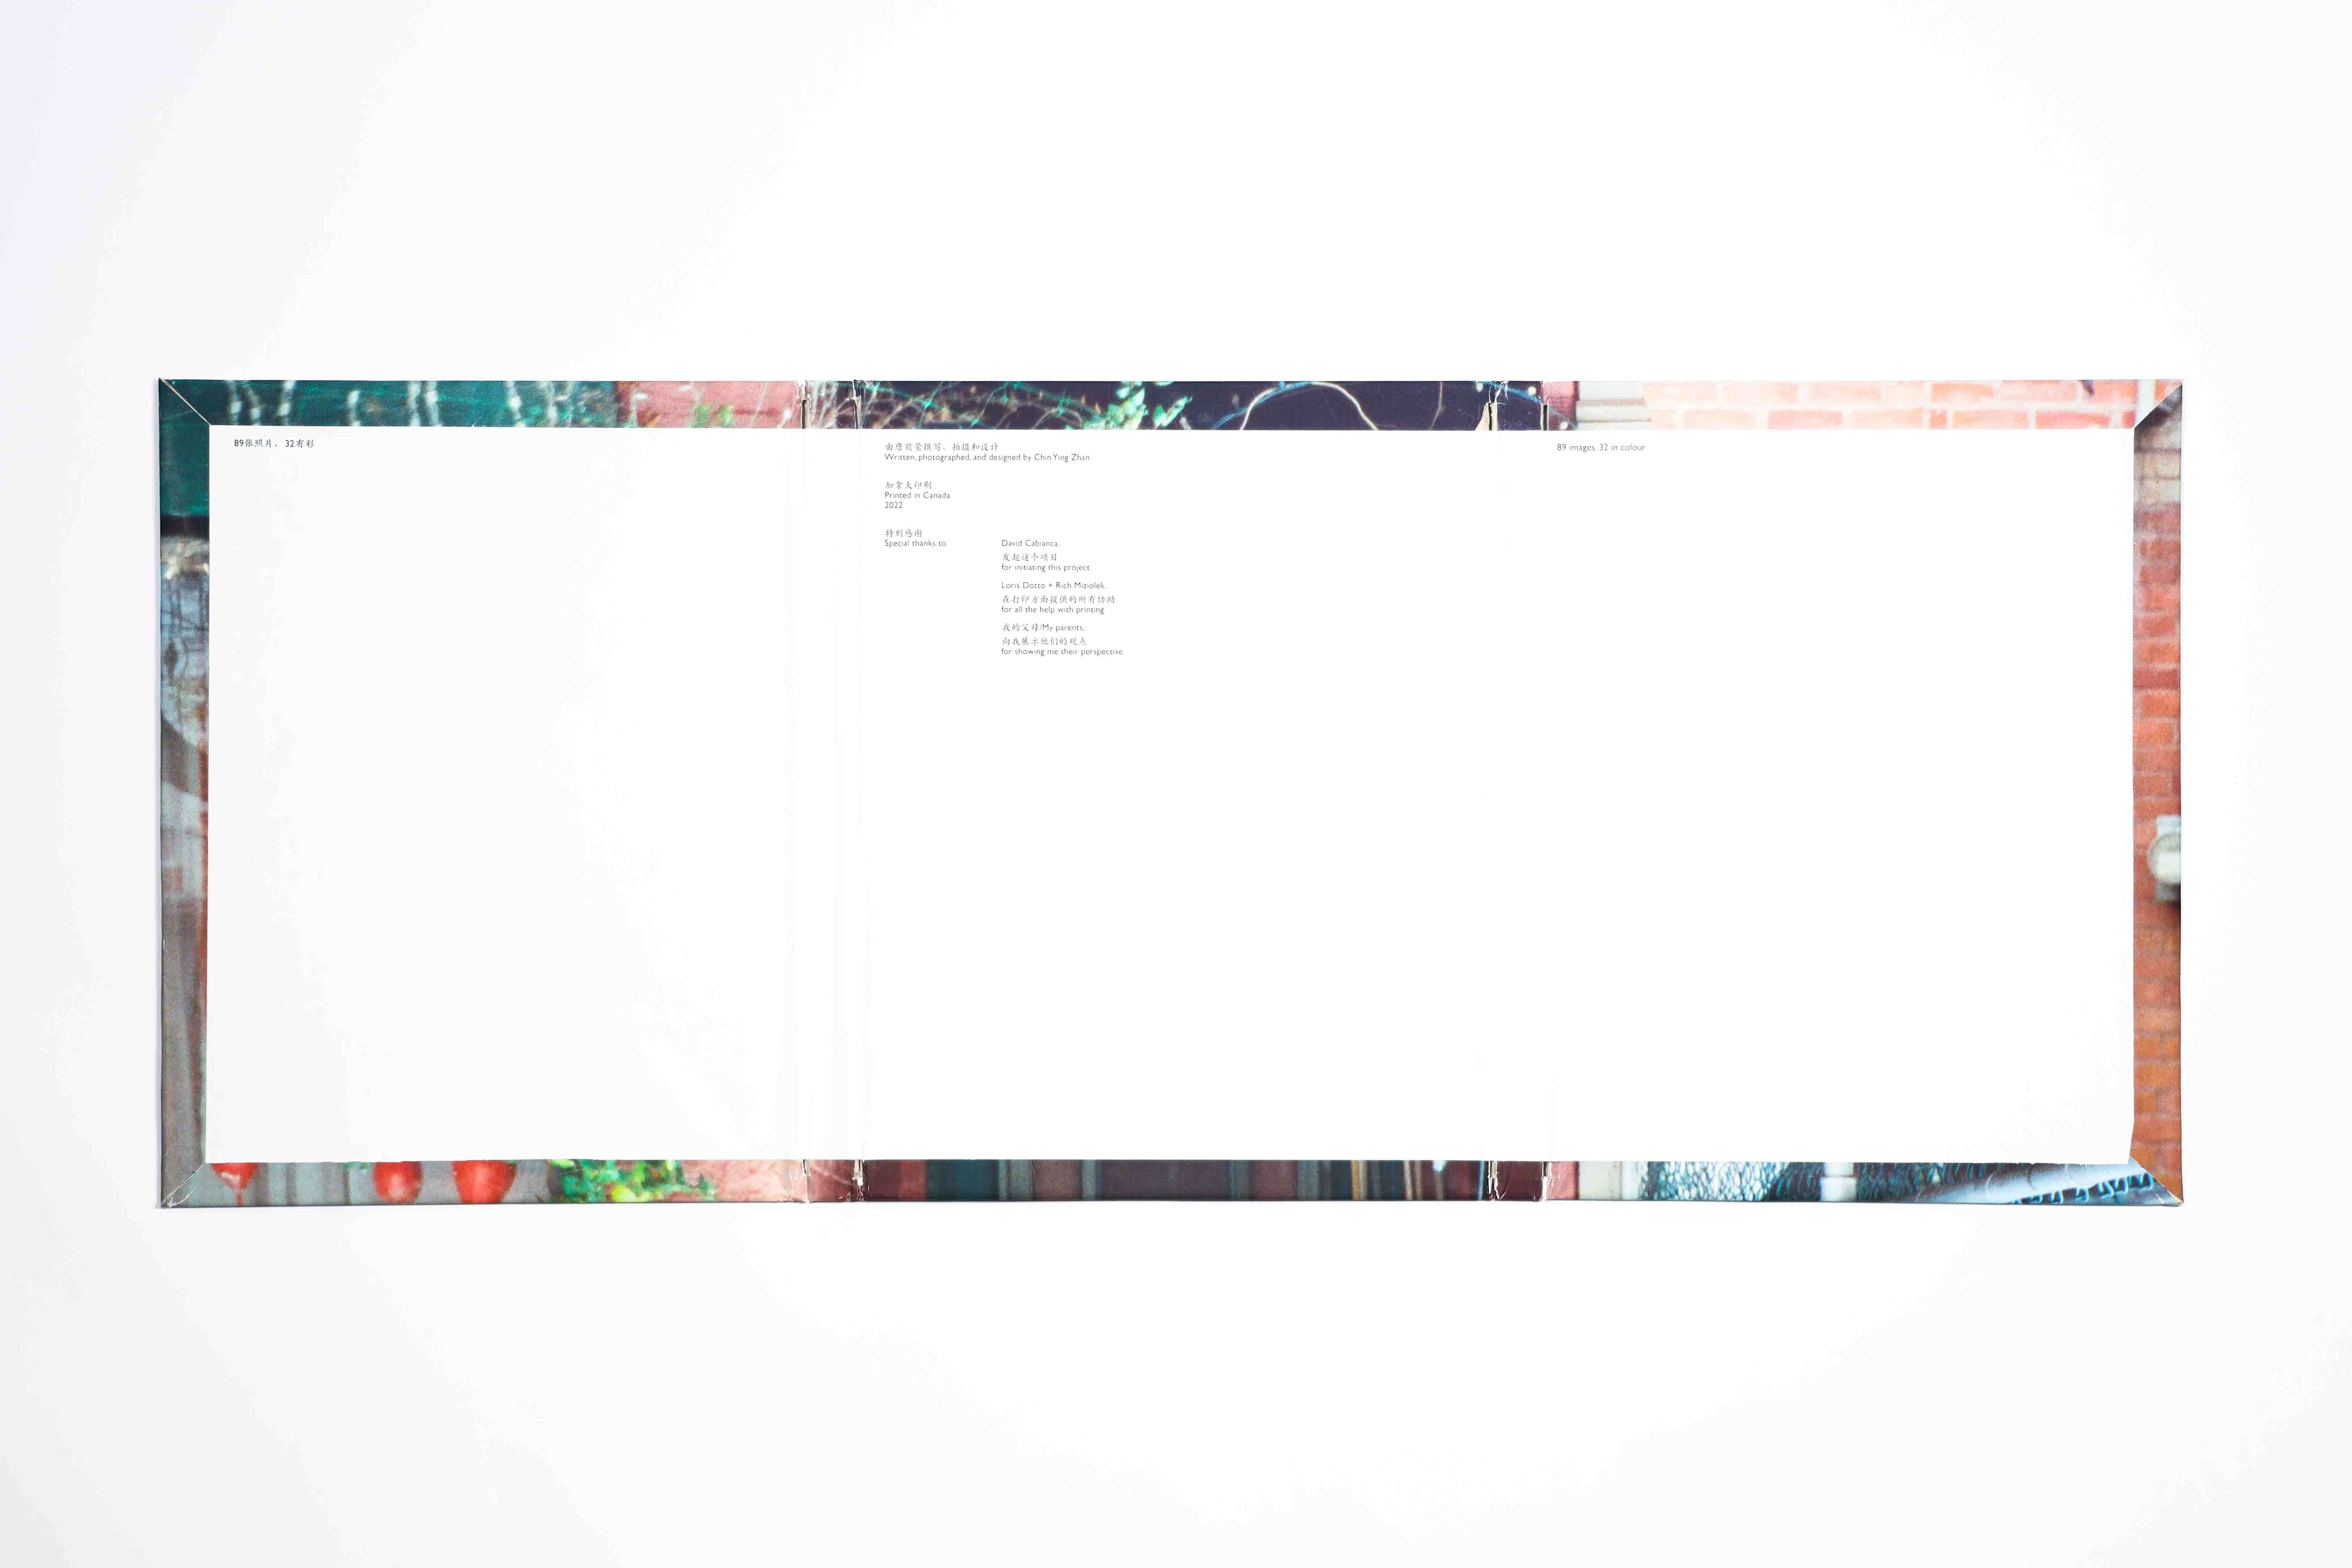 89张照片，32有彩
由詹前莹撰写、拍摄和设计
Written, photographed, and designed by Chin Ying Zhan
加拿大印刷
Printed in Canada
2022
特别感谢
Special thanks to
David Cabianca,
发起这个项目
for initiating this project
Loris Dotto + Rich Miziolek,
在打印方面提供的所有协助
for all the help with printing
我的父母/My parents,
向我展示他们的观点
for showing me their perspective
89 images, 32 in colour